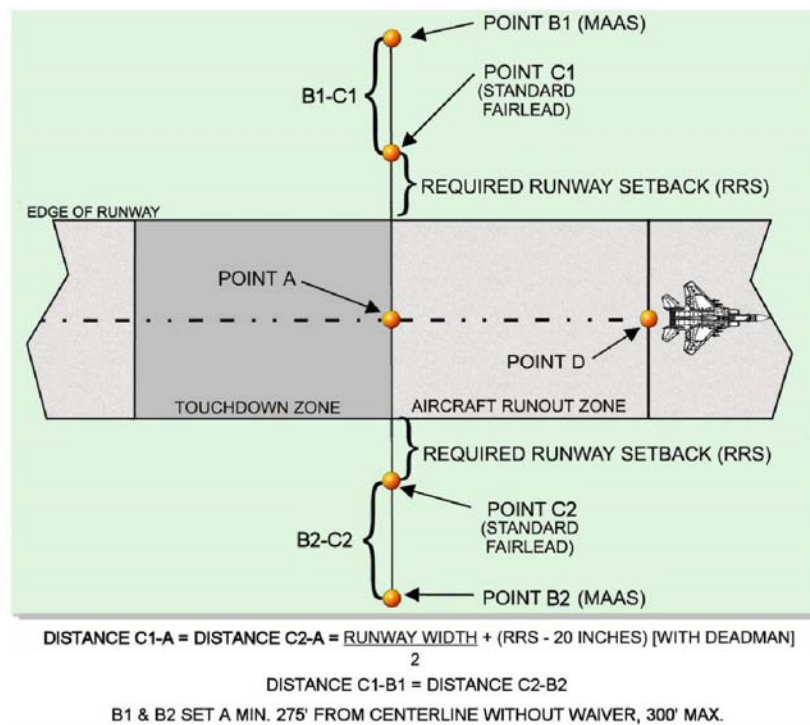 POINT B1 (MAAS)
POINT C1
(STANDARD
FAIRLEAD)
B1-C1
REQUIRED RUNWAY SETBACK (RRS)
EDGE OF RUNWAY
POINT A
POINT D
TOUCHDOWN ZONE
AIRCRAFT RUNOUT ZONE
REQUIRED RUNWAY SETBACK (RRS)
POINT C2
(STANDARD
FAIRLEAD)
B2-C2
POINT B2 (MAAS)
DISTANCE C1-A = DISTANCE C2-A = RUNWAY WIDTH + (RRS - 20 INCHES) [WITH DEADMAN]
2
DISTANCE C1-B1 = DISTANCE C2-B2
B1 & B2 SET A MIN. 275' FROM CENTERLINE WITHOUT WAIVER, 300' MAX.